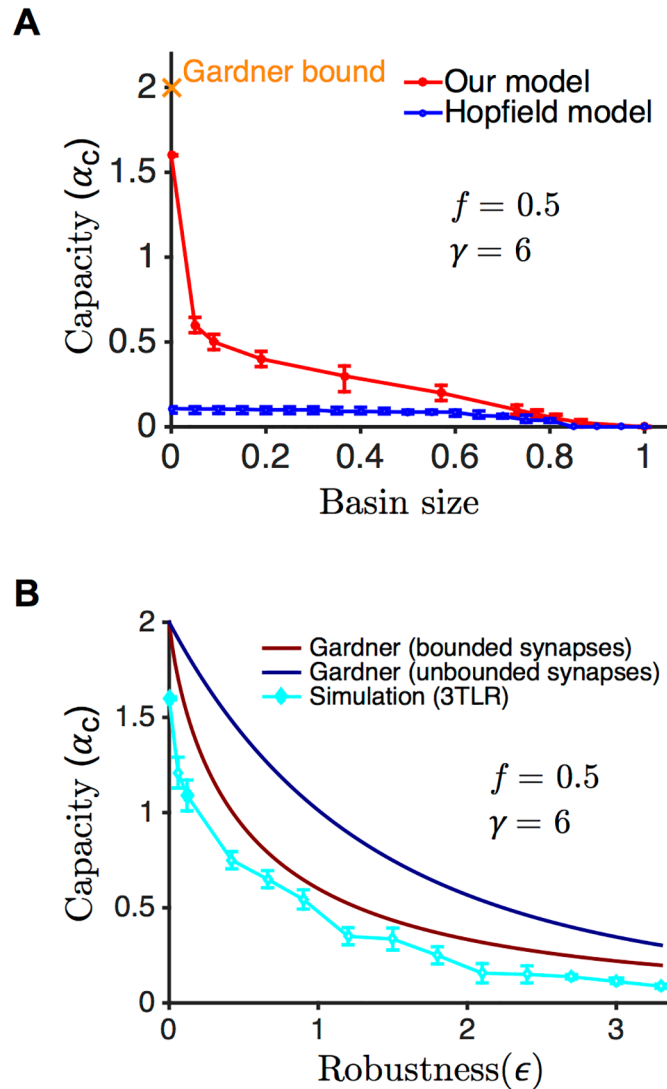 A
Gardner bound
Our model
Hopfield model
f = 0.5
γ = 6
Capacity (αc)
2
1.5
1
0.5
0
0 0.2 0.4 0.6 0.8 1
Basin size
B
Gardner (bounded synapses)
Gardner (unbounded synapses)
Simulation (3TLR)
f = 0.5
γ = 6
Capacity (αc)
2
1.5
1
0.5
0
0 1 2 3
Robustness(ϵ)